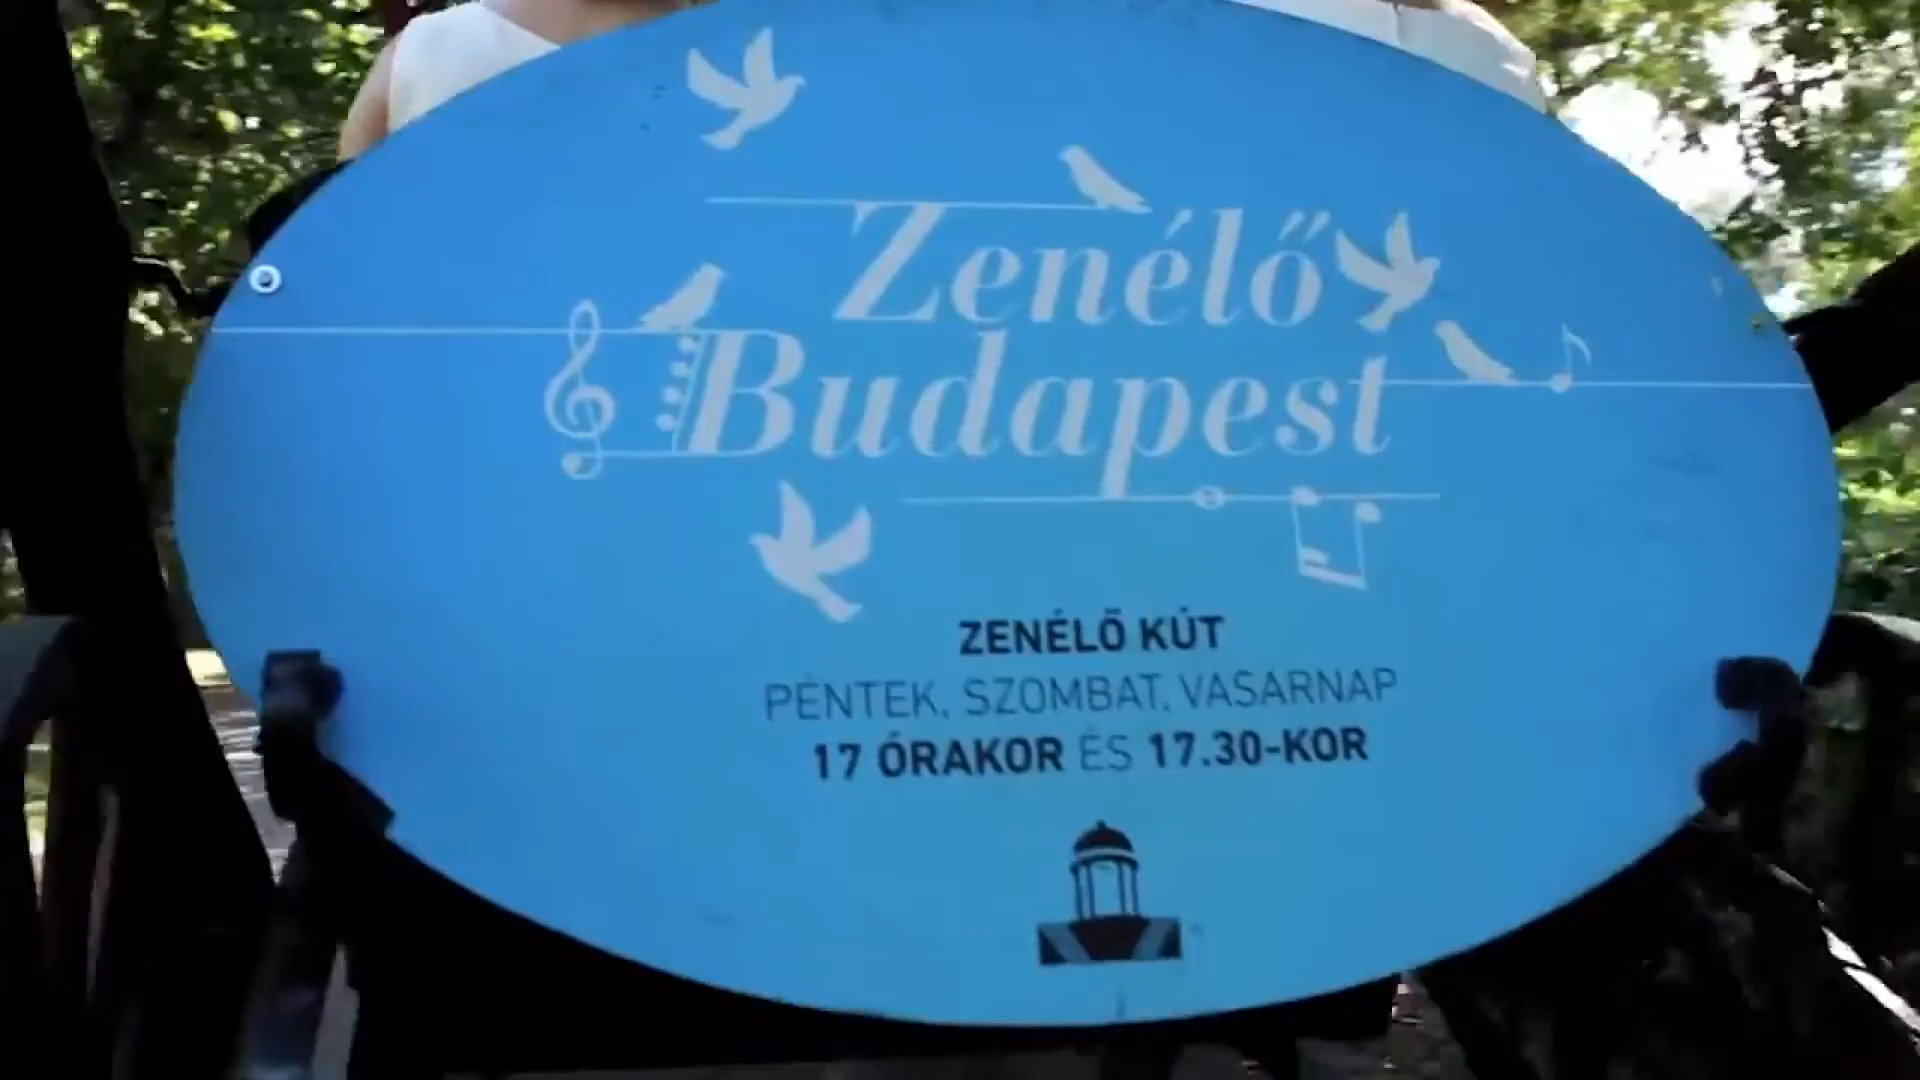 Zenélő
Budapest
ZENÉLŐ KÚT
PÉNTEK, SZOMBAT, VASÁRNAP
17 ÓRAKOR ÉS 17.30-KOR